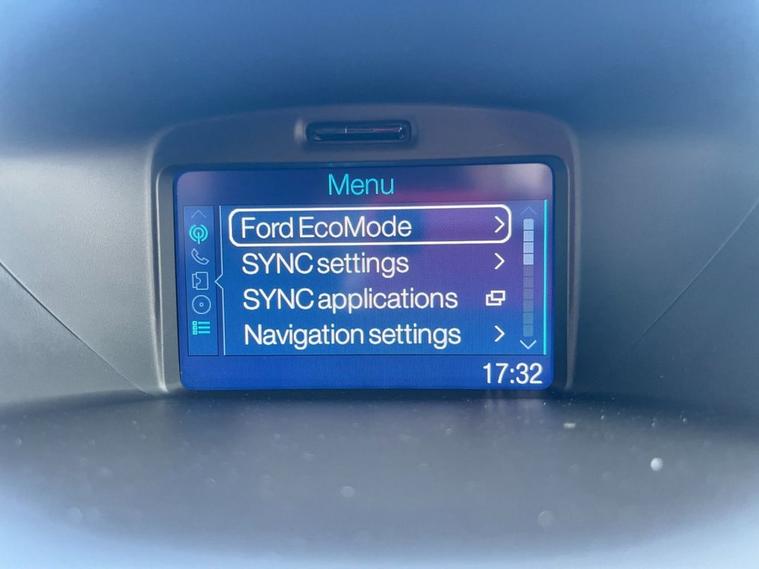 Menu
Ford EcoMode
SYNC settings
SYNC applications
Navigation settings
17:32